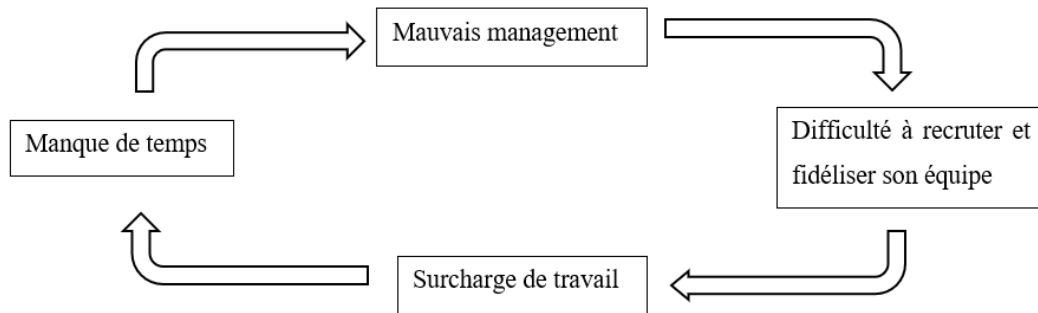 Mauvais management
Manque de temps
Difficulté à recruter et
fidéliser son équipe
Surcharge de travail